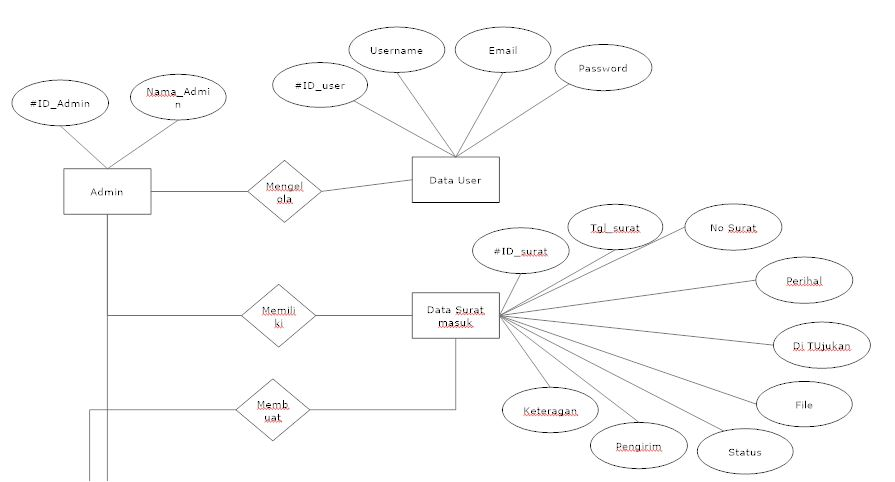 Username
Email
Password
#ID_user
#ID_Admin
Nama_Admi
n
Admin
Mengel
ola
Data User
#ID_surat
Tgl_surat
No Surat
Perihal
Data Surat
masuk
Memili
ki
Di TUjukan
File
Memb
uat
Keteragan
Pengirim
Status